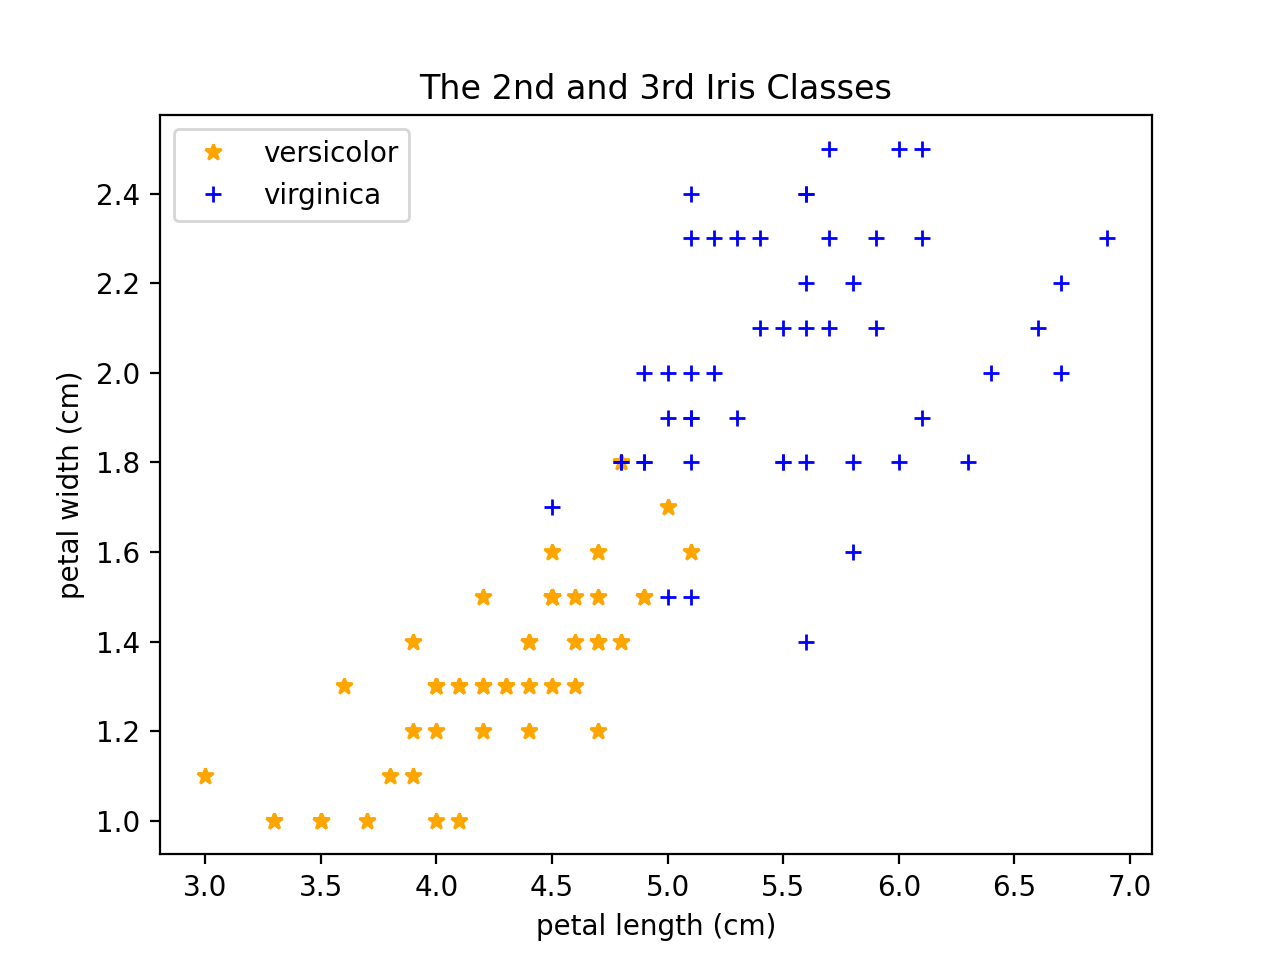 The 2nd and 3rd Iris Classes
versicolor
virginica
petal width (cm)
2.4
2.2
2.0
1.8
1.6
1.4
1.2
1.0
3.0 3.5 4.0 4.5 5.0 5.5 6.0 6.5 7.0
petal length (cm)